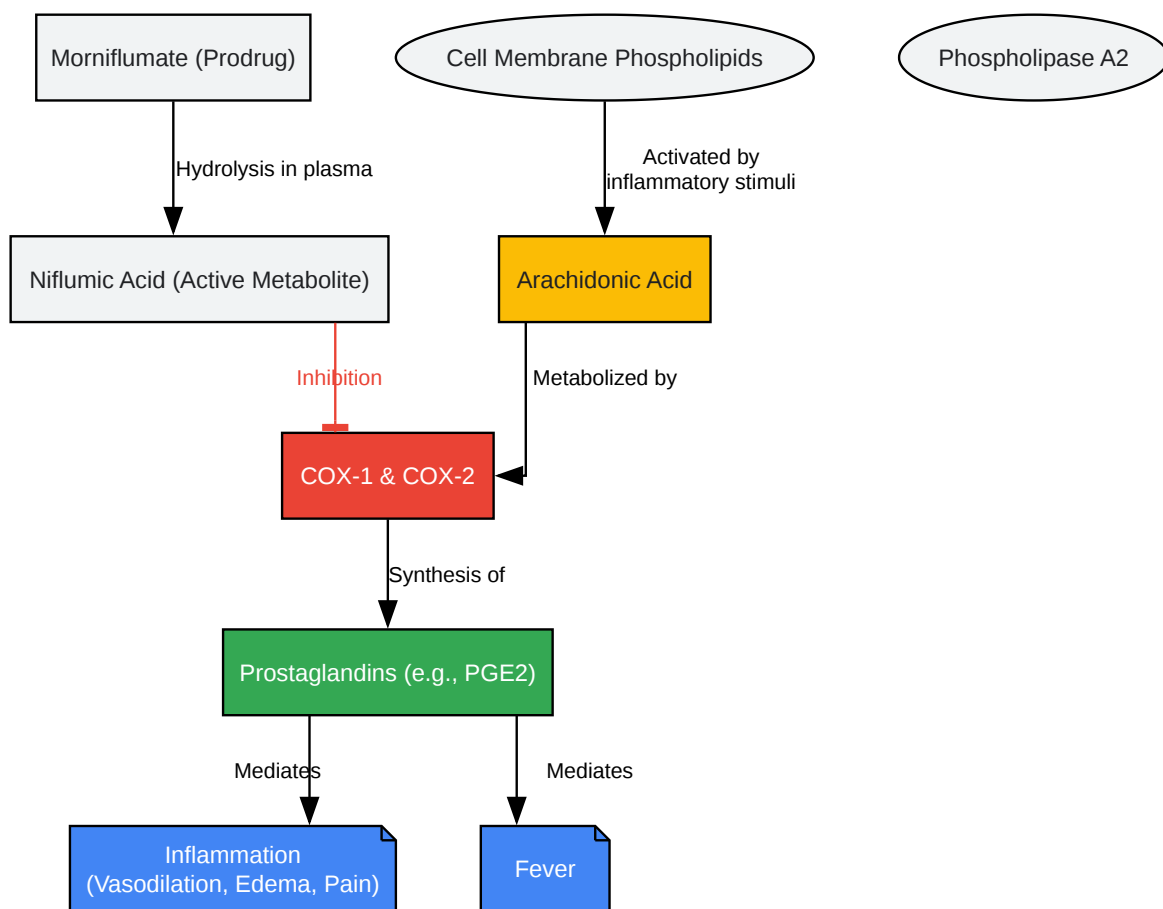 Morniflumate (Prodrug)
Cell Membrane Phospholipids
Phospholipase A2
Hydrolysis in plasma
Activated by
inflammatory stimuli
Niflumic Acid (Active Metabolite)
Arachidonic Acid
Inhibition
Metabolized by
COX-1 & COX-2
Synthesis of
Prostaglandins (e.g., PGE2)
Mediates
Mediates
Inflammation
(Vasodilation, Edema, Pain)
Fever